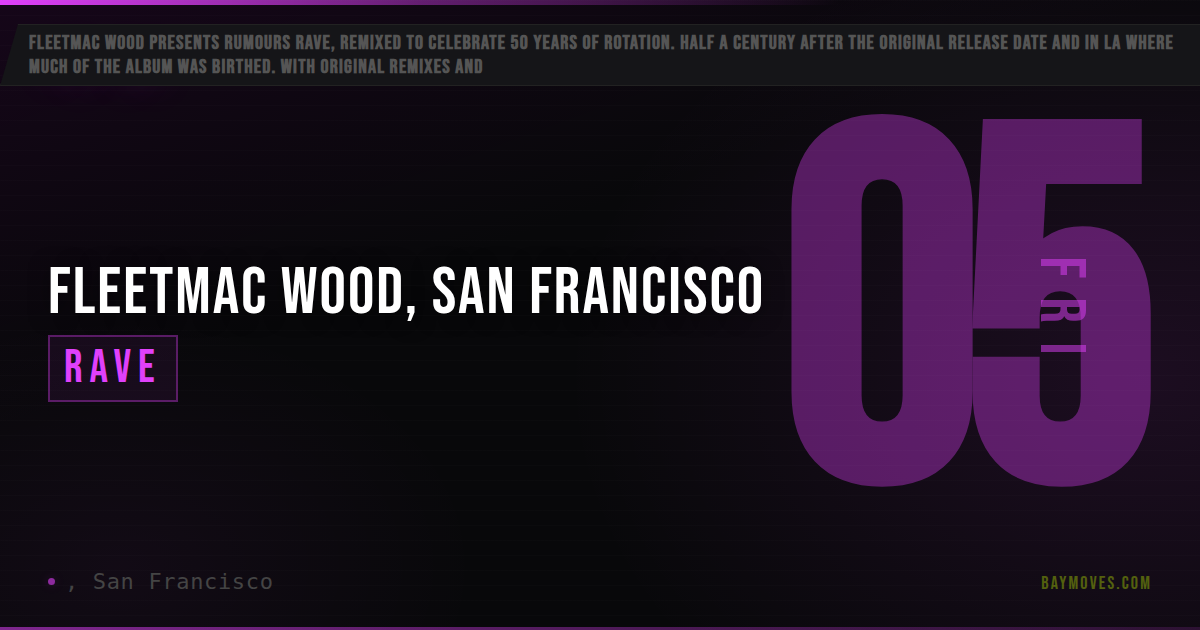 FLEETMAC WOOD PRESENTS RUMOURS RAVE, REMIXED TO CELEBRATE 50 YEARS OF ROTATION. HALF A CENTURY AFTER THE ORIGINAL RELEASE DATE AND IN LA WHERE
MUCH OF THE ALBUM WAS BIRTHED. WITH ORIGINAL REMIXES AND
05
FRI
FLEETMAC WOOD, SAN FRANCISCO
RAVE
, San Francisco
BAYMOVES.COM